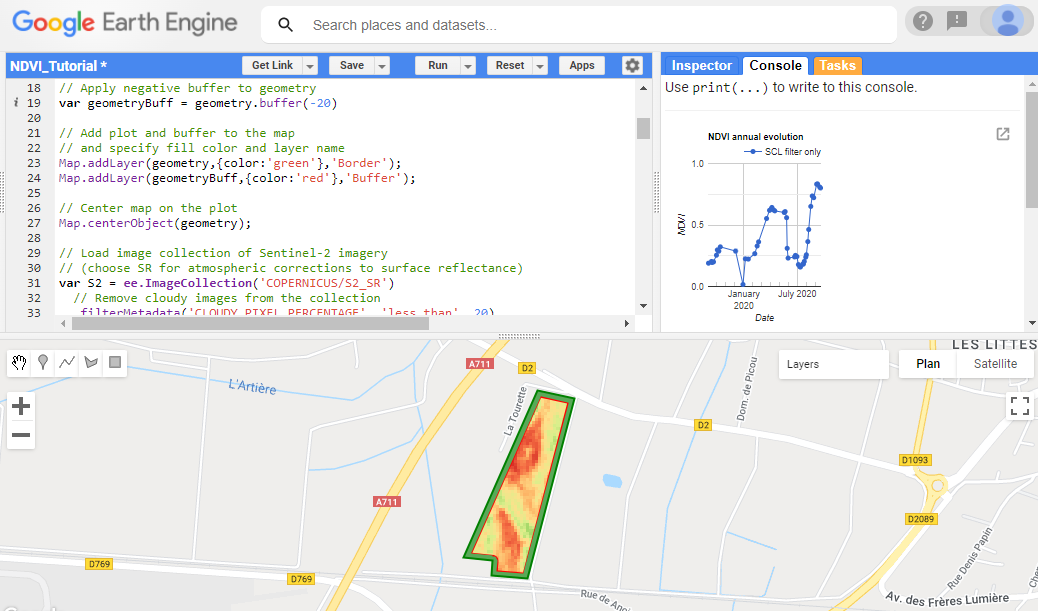 Google Earth Engine
Search places and datasets...
NDVI_Tutorial *
Get Link
Save
Run
Reset
Apps
18 // Apply negative buffer to geometry
i 19 var geometryBuff = geometry.buffer(-20)
20
21 // Add plot and buffer to the map
22 // and specify fill color and layer name
23 Map.addLayer(geometry,{color:'green'},'Border');
24 Map.addLayer(geometryBuff,{color:'red'},'Buffer');
25
26 // Center map on the plot
27 Map.centerObject(geometry);
28
29 // Load image collection of Sentinel-2 imagery
30 // (choose SR for atmospheric corrections to surface reflectance)
31 var S2 = ee.ImageCollection('COPERNICUS/S2_SR')
32 // Remove cloudy images from the collection
33 .filterMetadata('CLOUDY_PIXEL_PERCENTAGE', 'less_than', 20)
Inspector
Console
Tasks
Use print(...) to write to this console.
NDVI annual evolution
SCL filter only
1.0
0.5
0.0
NDVI
January
2020
July 2020
Date
Layers
Plan
Satellite
LES LITTES
A711
D2
L'Artière
La Tourette
Dom. de Picou
D2
D1093
A711
D2089
D769
D769
Rue Denis Papin
Av. des Frères Lumière